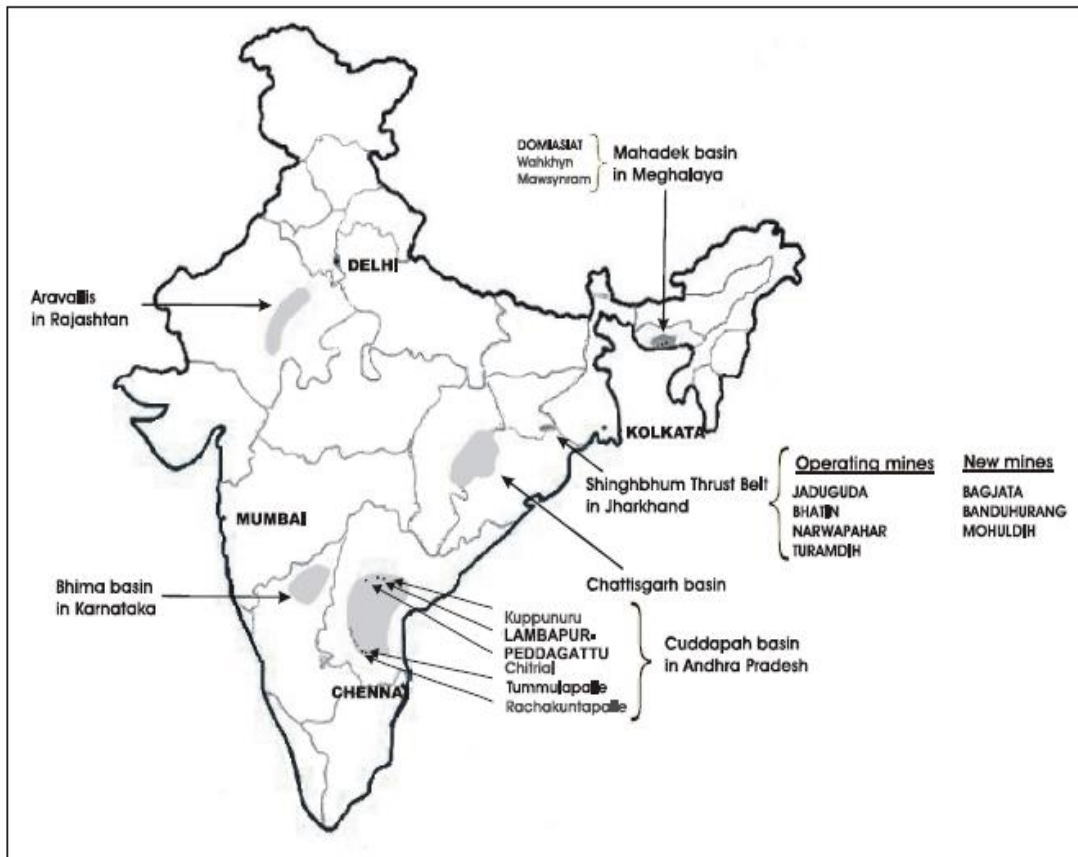 DOMIASIAT
Wahkhyn
Mawsynram
Mahadek basin
in Meghalaya
DELHI
Aravallis
in Rajashtan
KOLKATA
Shinghbhum Thrust Belt
in Jharkhand
Operating mines
JADUGUDA
BHATIN
NARWAPAHAR
TURAMDIH
New mines
BAGJATA
BANDUHURANG
MOHULDIH
MUMBAI
Chattisgarh basin
Bhima basin
in Karnataka
Kuppunuru
LAMBAPUR-
PEDDAGATTU
Chitrial
Tummulapalle
Rachakuntapalle
Cuddapah basin
in Andhra Pradesh
CHENNAI